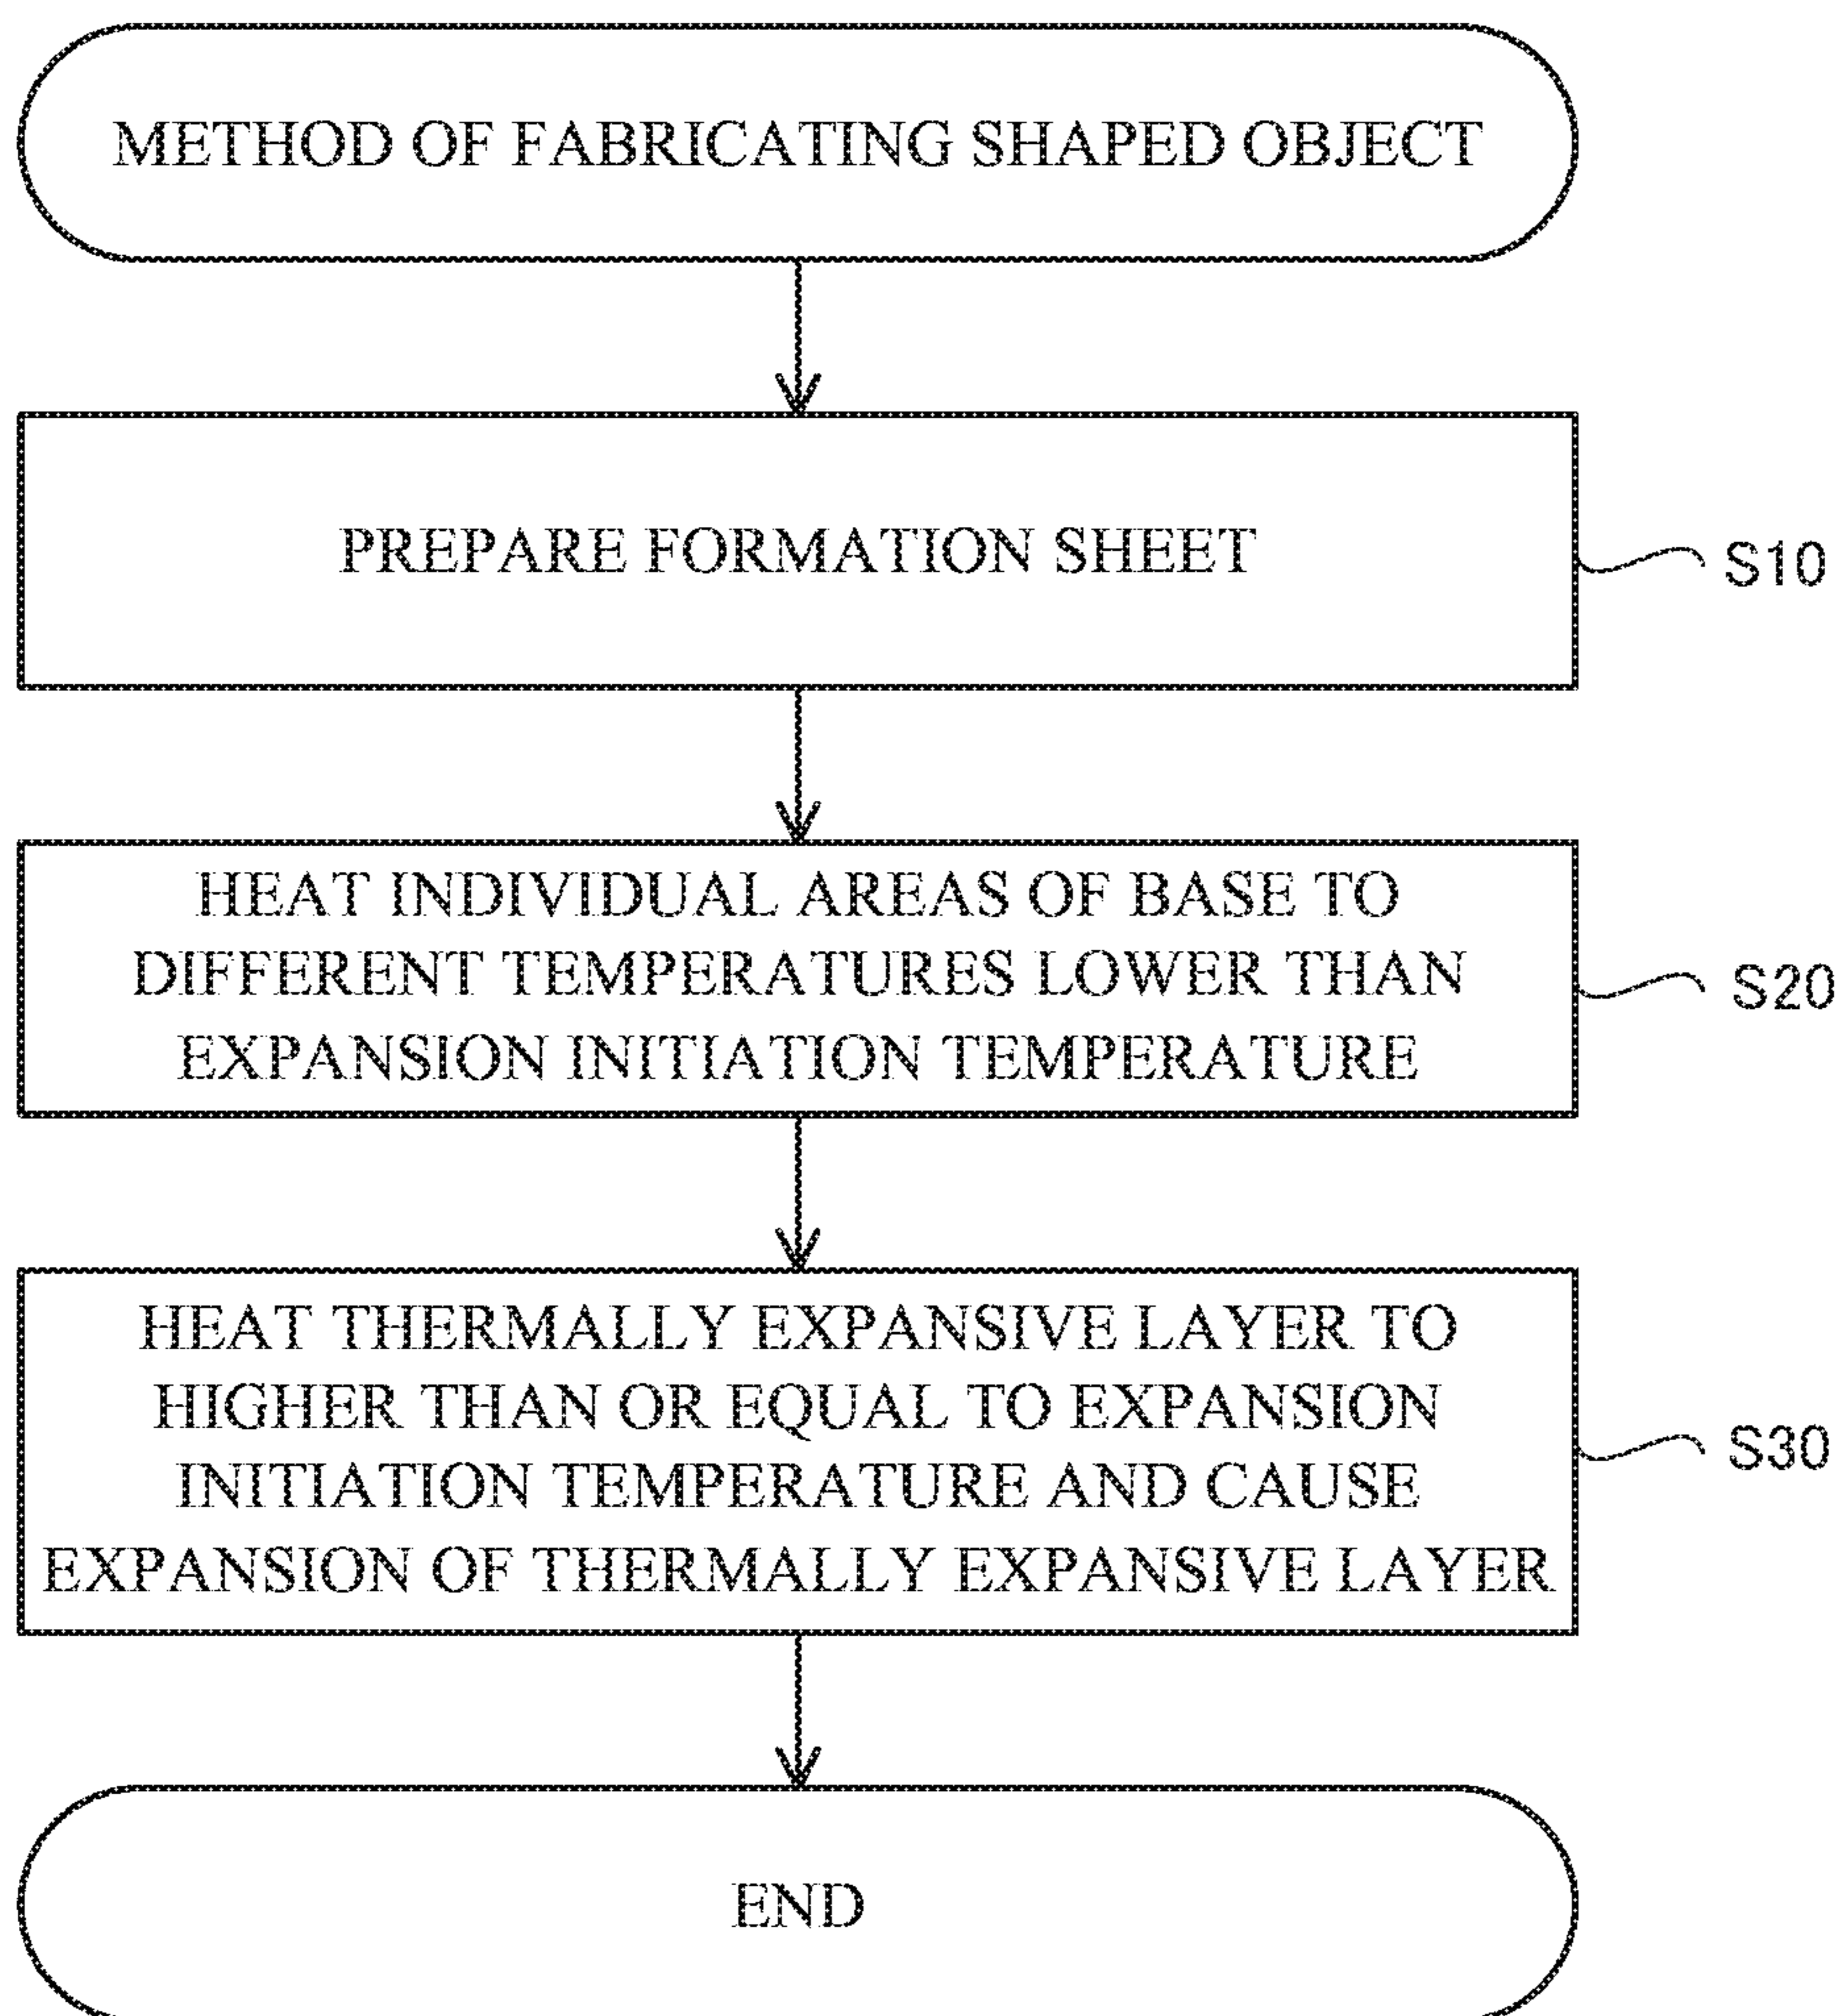 METHOD OF FABRICATING SHAPED OBJECT
PREPARE FORMATION SHEET
S10
HEAT INDIVIDUAL AREAS OF BASE TO
DIFFERENT TEMPERATURES LOWER THAN
EXPANSION INITIATION TEMPERATURE
S20
HEAT THERMALLY EXPANSIVE LAYER TO
HIGHER THAN OR EQUAL TO EXPANSION
INITIATION TEMPERATURE AND CAUSE
EXPANSION OF THERMALLY EXPANSIVE LAYER
S30
END